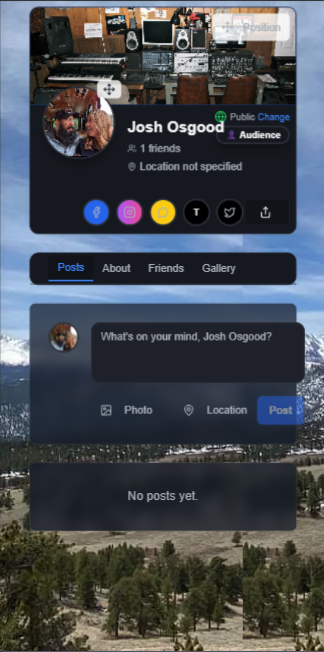 Position
Josh Osgood
Public Change
Audience
1 friends
Location not specified
T
Posts About Friends Gallery
What's on your mind, Josh Osgood?
Photo Location Post
No posts yet.